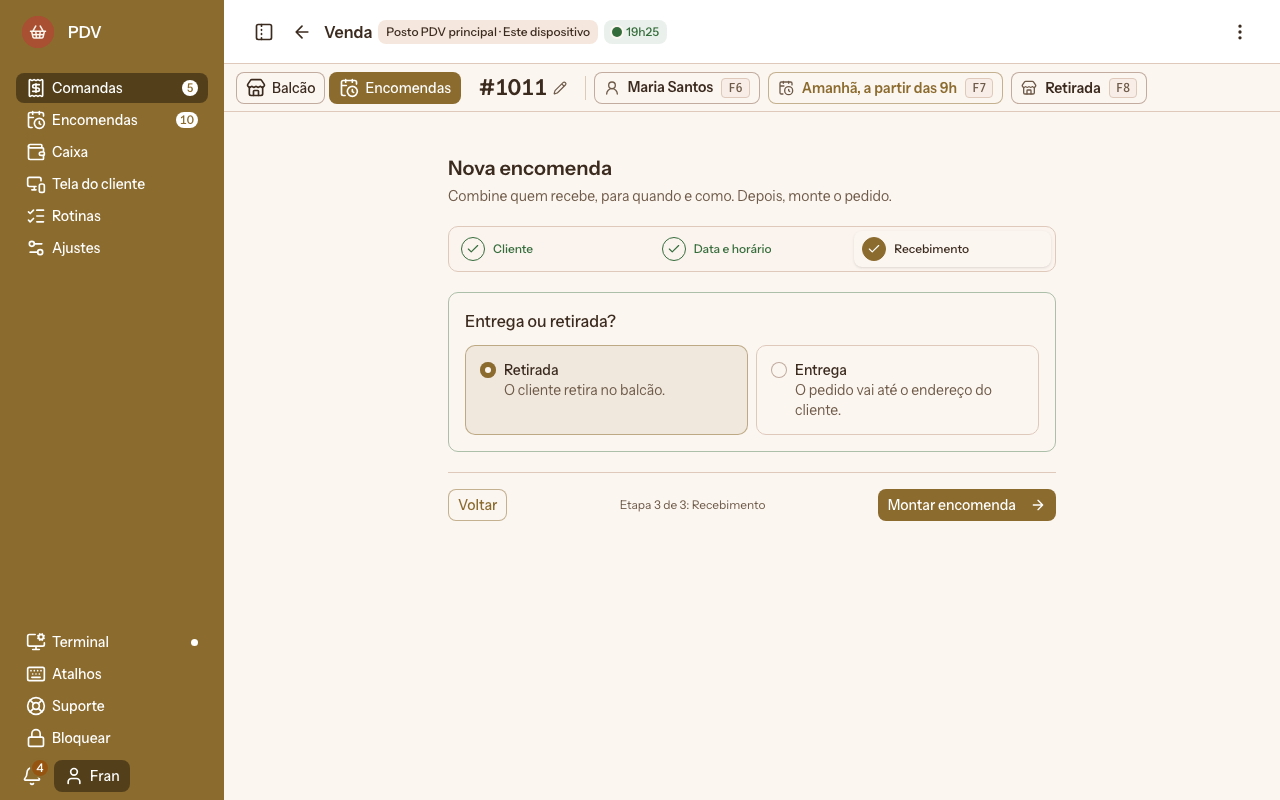 PDV
Comandas 5
Encomendas 10
Caixa
Tela do cliente
Rotinas
Ajustes
Terminal
Atalhos
Suporte
Bloquear
4 Fran
Venda Posto PDV principal · Este dispositivo 19h25
Balcão Encomendas #1011 Maria Santos F6 Amanhã, a partir das 9h F7 Retirada F8
Nova encomenda
Combine quem recebe, para quando e como. Depois, monte o pedido.
Cliente Data e horário Recebimento
Entrega ou retirada?
Retirada
O cliente retira no balcão.
Entrega
O pedido vai até o endereço do
cliente.
Voltar Etapa 3 de 3: Recebimento Montar encomenda